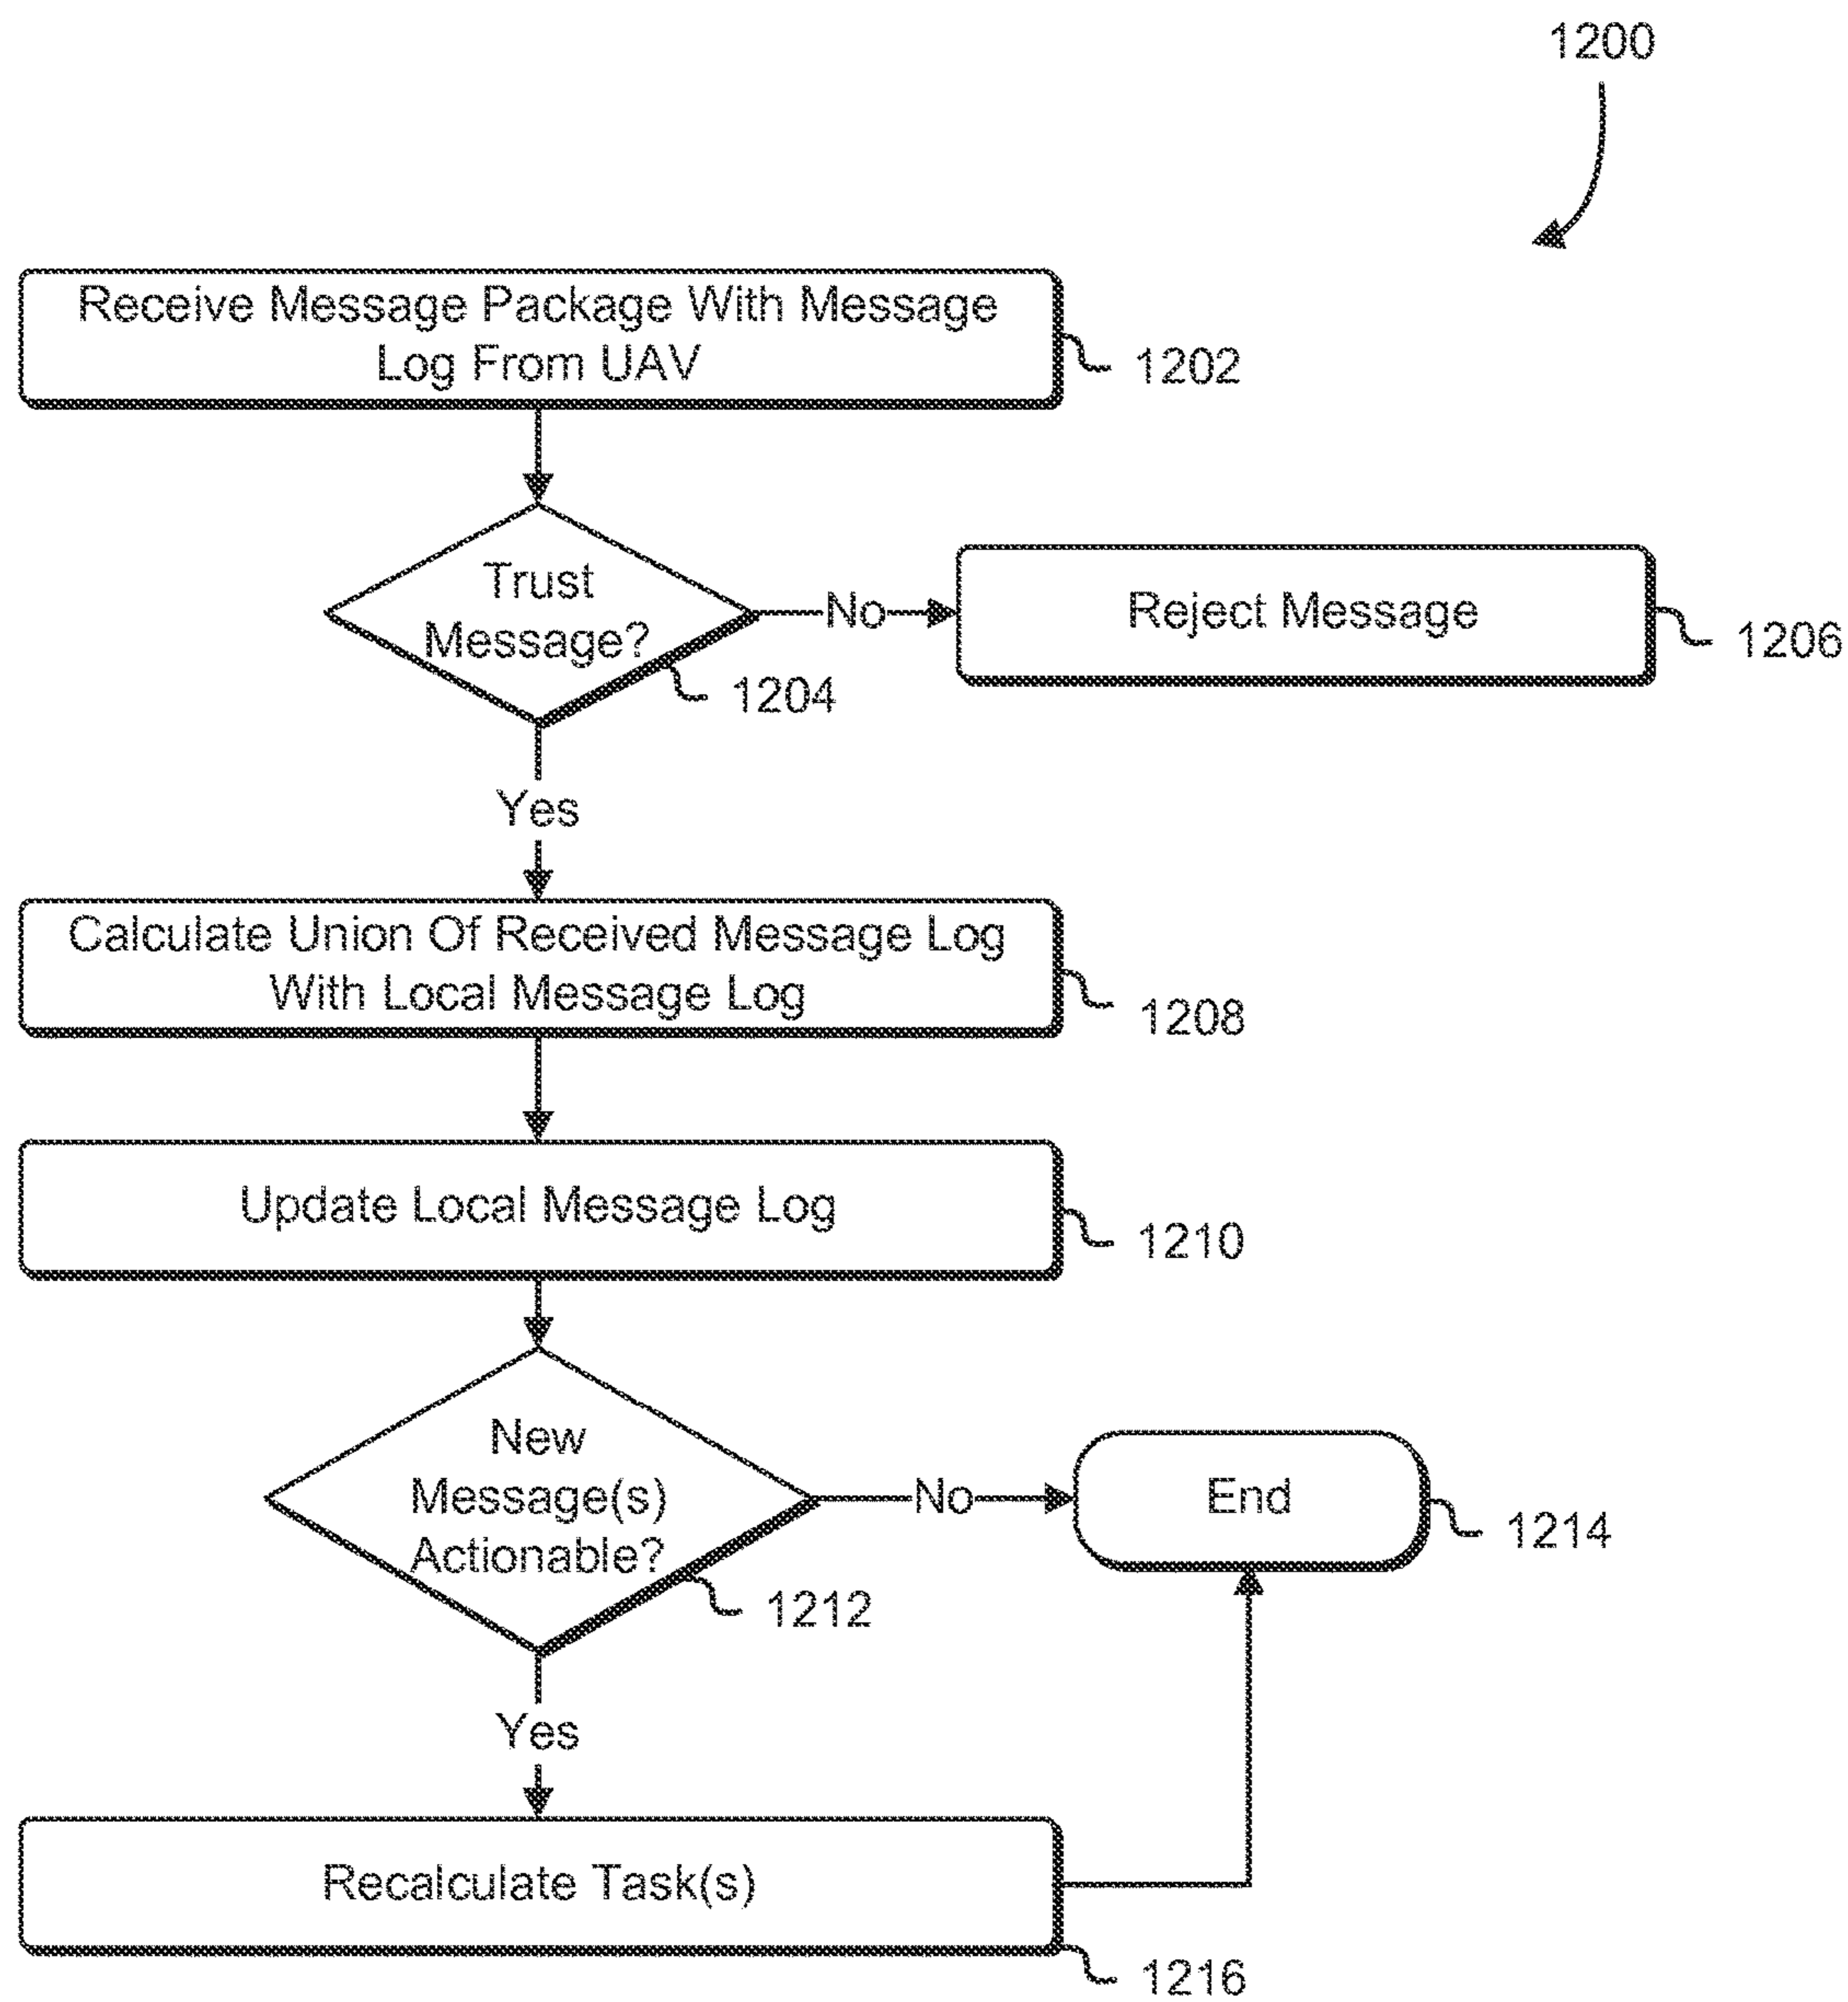 1200
Receive Message Package With Message
Log From UAV
1202
Trust
Message?
No
Reject Message
1206
1204
Yes
Calculate Union Of Received Message Log
With Local Message Log
1208
Update Local Message Log
1210
New
Message(s)
Actionable?
No
End
1214
1212
Yes
Recalculate Task(s)
1216